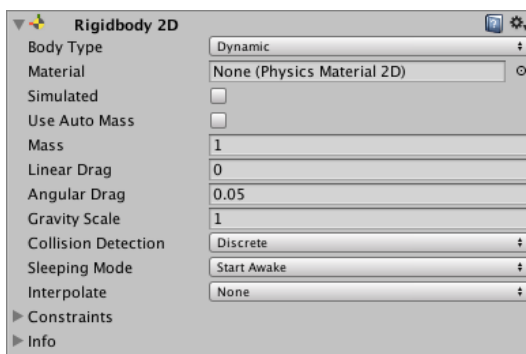 Rigidbody 2D
Body Type Dynamic
Material None (Physics Material 2D)
Simulated
Use Auto Mass
Mass 1
Linear Drag 0
Angular Drag 0.05
Gravity Scale 1
Collision Detection Discrete
Sleeping Mode Start Awake
Interpolate None
Constraints
Info